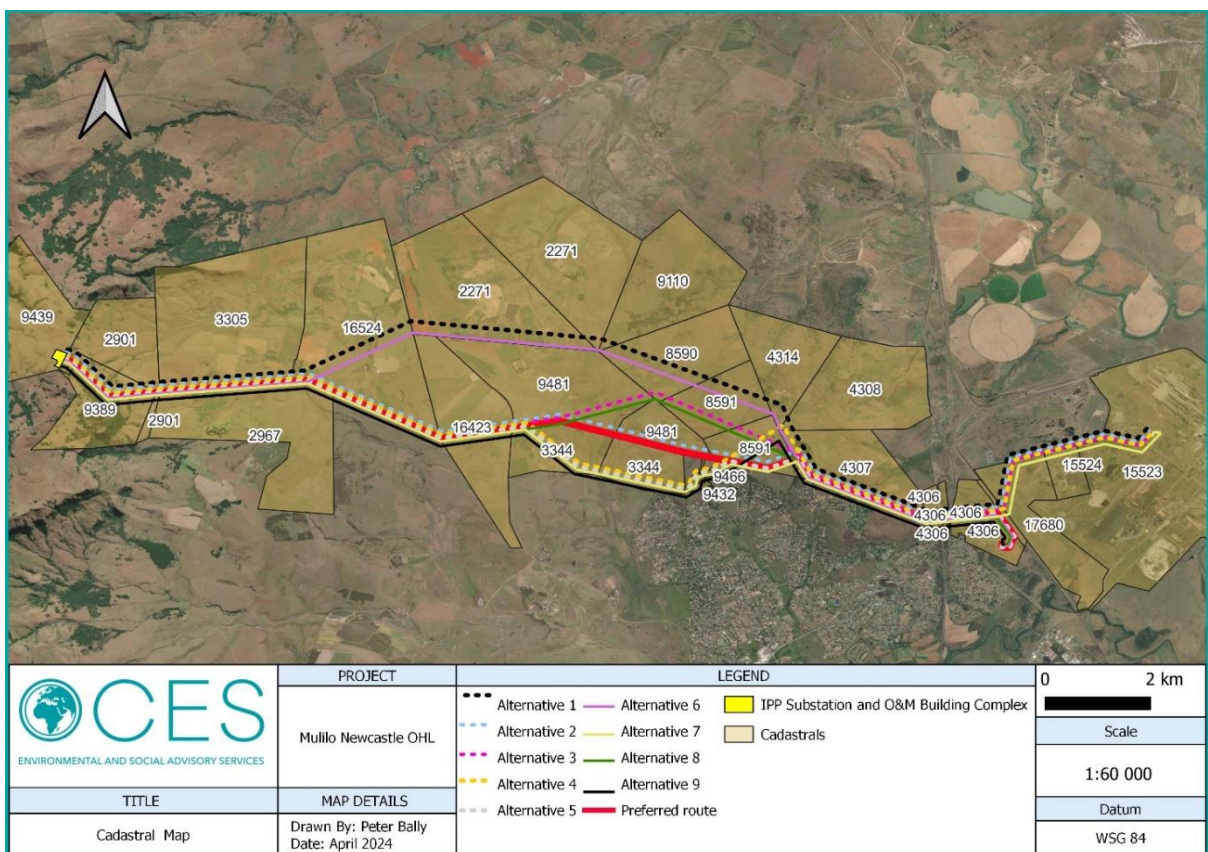 2271
2271
9110
9439
2901
3305
16524
8590
4314
4308
9481
8591
9389
2901
2967
16423
9481
8591
3344
3344
9466
9432
4307
4306
4306
4306
4306
4306
15524
15523
17680
CES
ENVIRONMENTAL AND SOCIAL ADVISORY SERVICES
TITLE
Cadastral Map
PROJECT
Mulilo Newcastle OHL
MAP DETAILS
Drawn By: Peter Bally
Date: April 2024
LEGEND
Alternative 1
Alternative 2
Alternative 3
Alternative 4
Alternative 5
Alternative 6
Alternative 7
Alternative 8
Alternative 9
Preferred route
IPP Substation and O&M Building Complex
Cadastrals
0 2 km
Scale
1:60 000
Datum
WSG 84